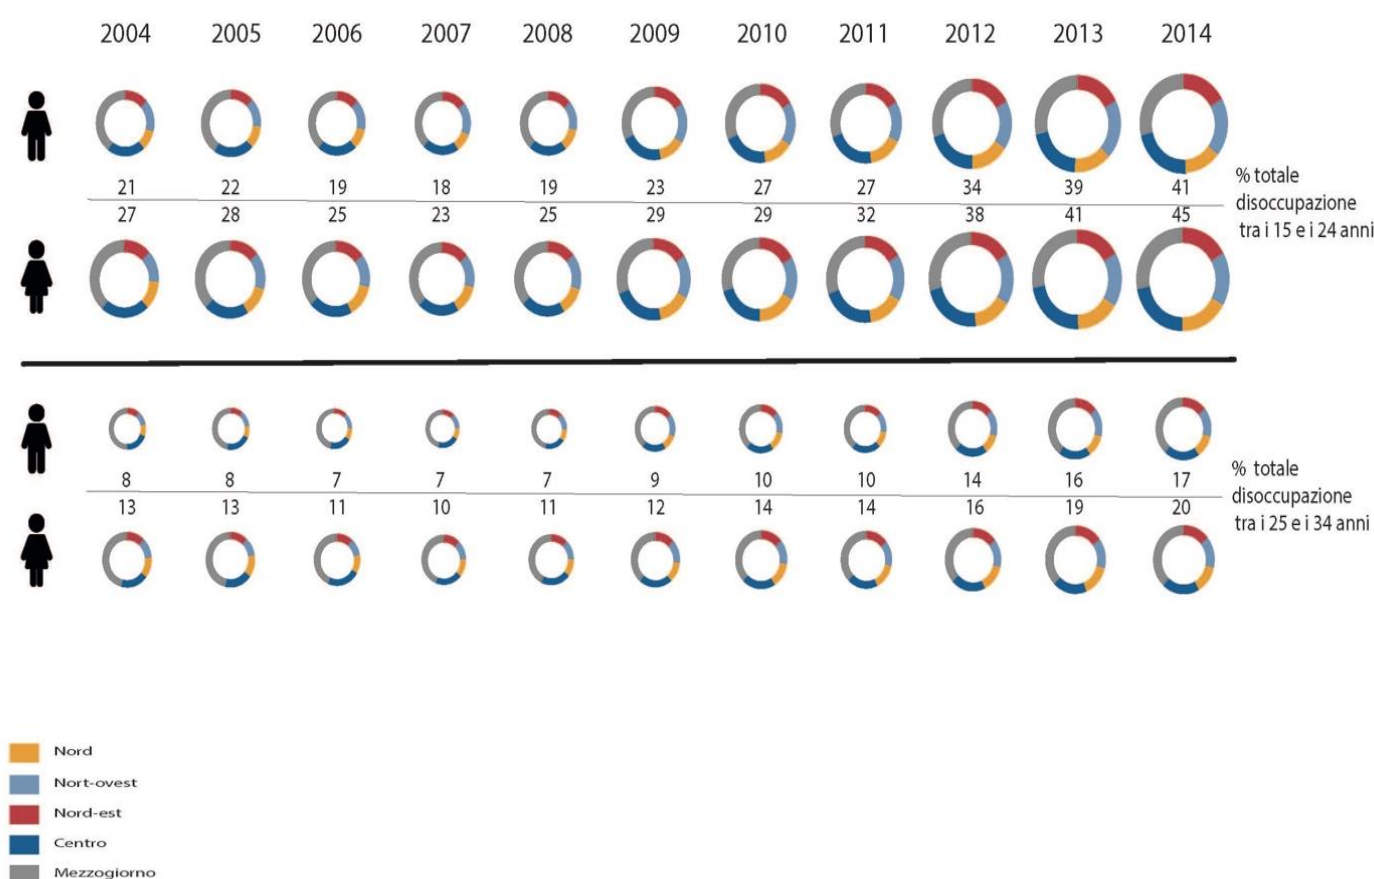 2004 2005 2006 2007 2008 2009 2010 2011 2012 2013 2014
21 22 19 18 19 23 27 27 34 39 41
27 28 25 23 25 29 29 32 38 41 45
% totale
disoccupazione
tra i 15 e i 24 anni
8 8 7 7 7 9 10 10 14 16 17
13 13 11 10 11 12 14 14 16 19 20
% totale
disoccupazione
tra i 25 e i 34 anni
Nord
Nort-ovest
Nord-est
Centro
Mezzogiorno